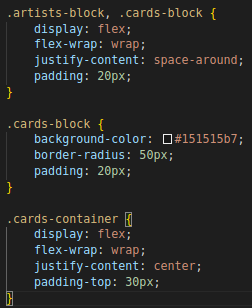 .artists-block, .cards-block {
display: flex;
flex-wrap: wrap;
justify-content: space-around;
padding: 20px;
}
.cards-block {
background-color: #151515b7;
border-radius: 50px;
padding: 20px;
}
.cards-container {
display: flex;
flex-wrap: wrap;
justify-content: center;
padding-top: 30px;
}